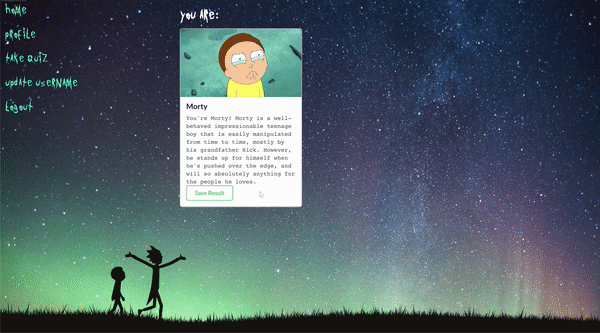 HOME
PROFILE
TAKE QUIZ
UPDATE USERNAME
LOGOUT
YOU ARE:
Morty
You're Morty! Morty is a well-
behaved impressionable teenage
boy that is easily manipulated
from time to time, mostly by
his grandfather Rick. However,
he stands up for himself when
he's pushed over the edge, and
will so absolutely anything for
the people he loves.
Save Result